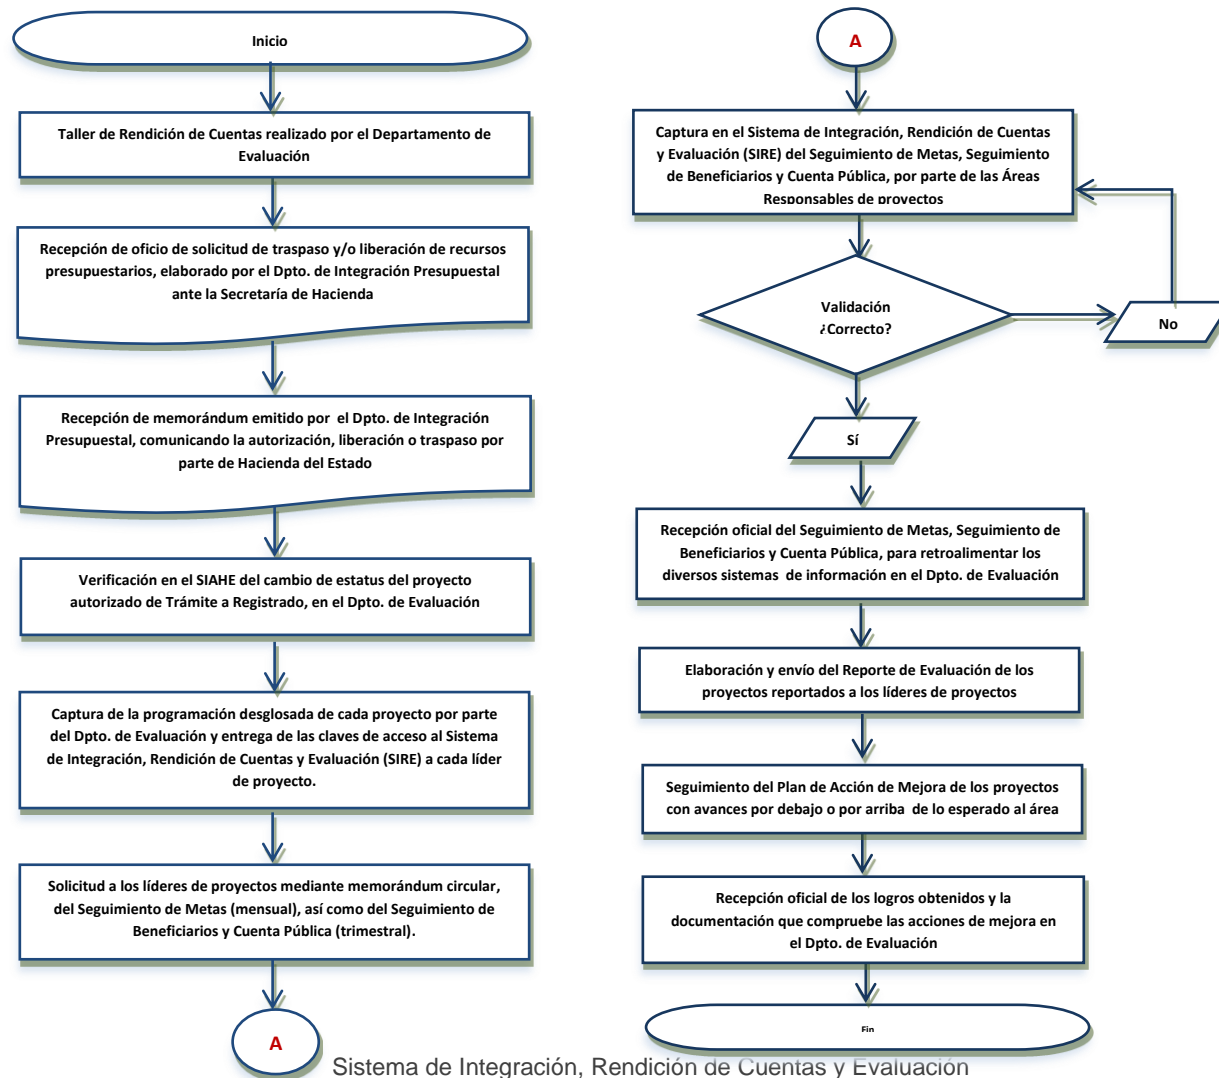 Inicio
Taller de Rendición de Cuentas realizado por el Departamento de
Evaluación
Recepción de oficio de solicitud de traspaso y/o liberación de recursos
presupuestarios, elaborado por el Dpto. de Integración Presupuestal
ante la Secretaría de Hacienda
Recepción de memorándum emitido por el Dpto. de Integración
Presupuestal, comunicando la autorización, liberación o traspaso por
parte de Hacienda del Estado
Verificación en el SIAHE del cambio de estatus del proyecto
autorizado de Trámite a Registrado, en el Dpto. de Evaluación
Captura de la programación desglosada de cada proyecto por parte
del Dpto. de Evaluación y entrega de las claves de acceso al Sistema
de Integración, Rendición de Cuentas y Evaluación (SIRE) a cada líder
de proyecto.
Solicitud a los líderes de proyectos mediante memorándum circular,
del Seguimiento de Metas (mensual), así como del Seguimiento de
Beneficiarios y Cuenta Pública (trimestral).
A
A
Captura en el Sistema de Integración, Rendición de Cuentas
y Evaluación (SIRE) del Seguimiento de Metas, Seguimiento
de Beneficiarios y Cuenta Pública, por parte de las Áreas
Responsables de proyectos
Validación
¿Correcto?
No
Sí
Recepción oficial del Seguimiento de Metas, Seguimiento de
Beneficiarios y Cuenta Pública, para retroalimentar los
diversos sistemas de información en el Dpto. de Evaluación
Elaboración y envío del Reporte de Evaluación de los
proyectos reportados a los líderes de proyectos
Seguimiento del Plan de Acción de Mejora de los proyectos
con avances por debajo o por arriba de lo esperado al área
Recepción oficial de los logros obtenidos y la
documentación que compruebe las acciones de mejora en
el Dpto. de Evaluación
Fin
Sistema de Integración, Rendición de Cuentas y Evaluación